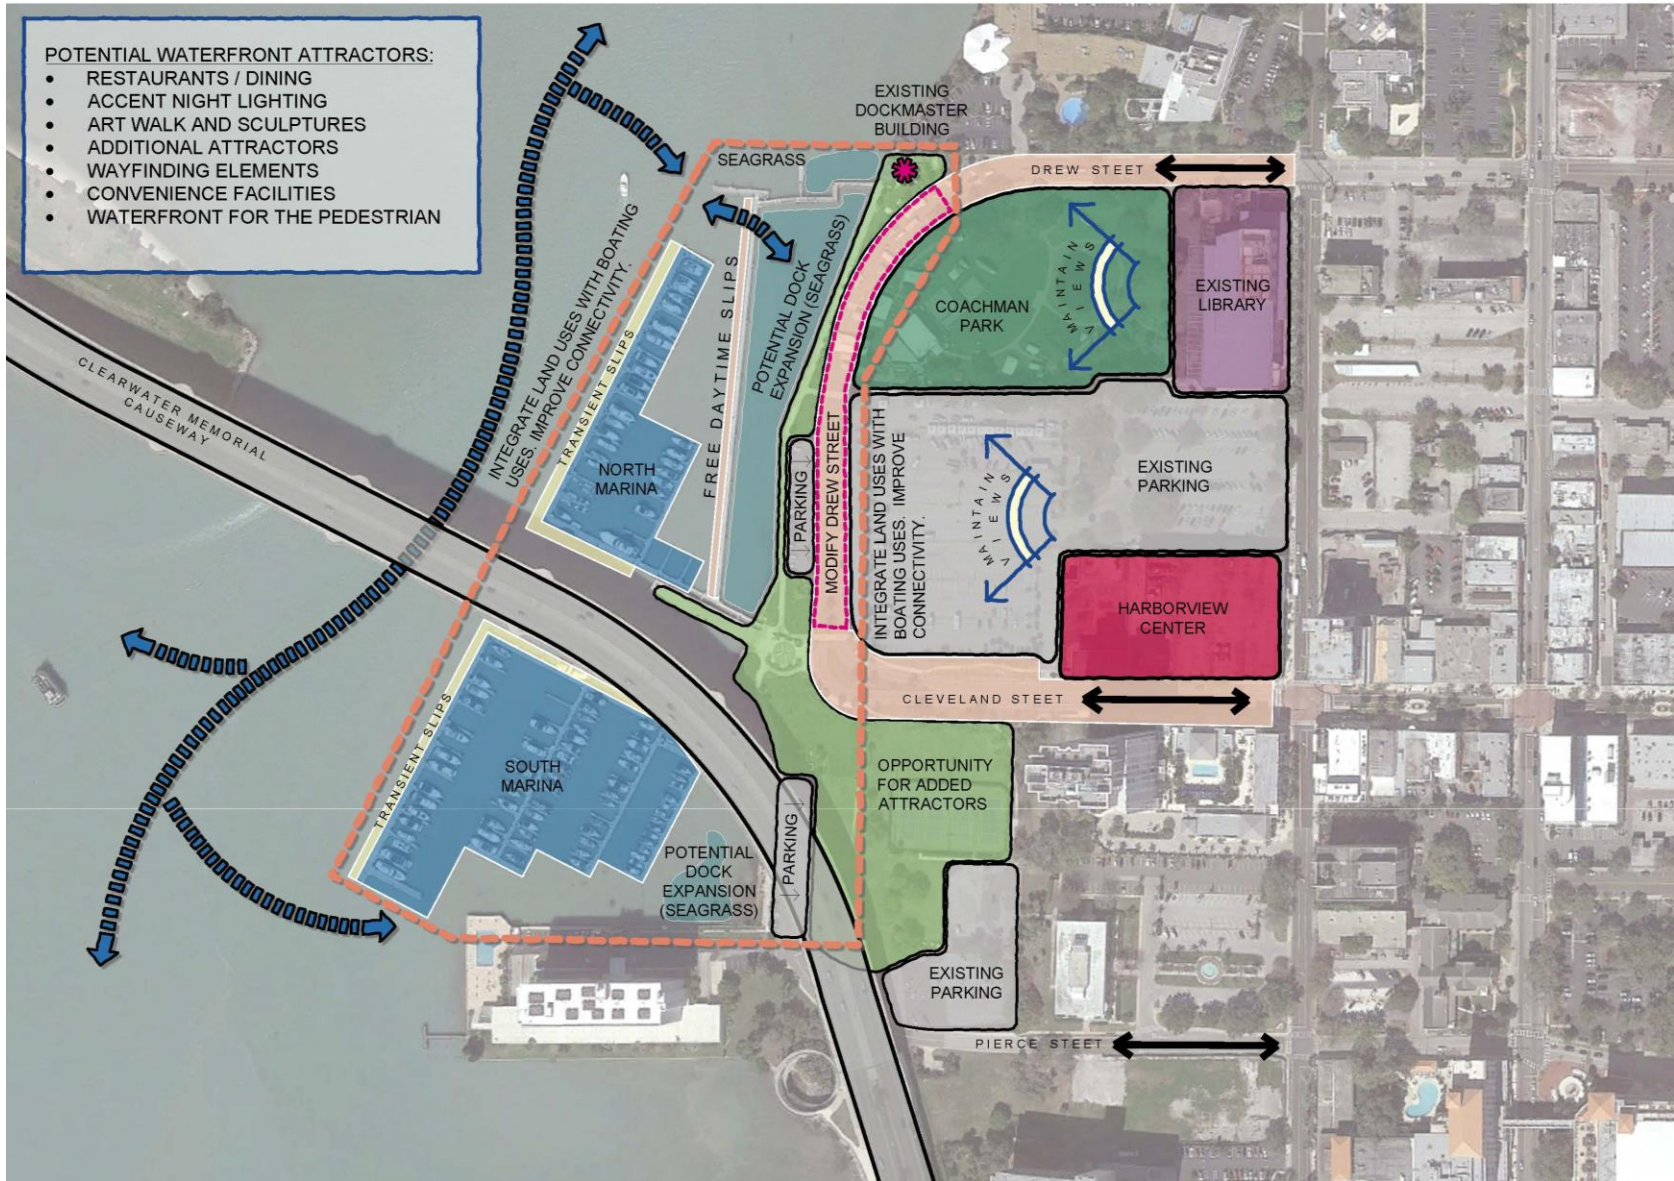 POTENTIAL WATERFRONT ATTRACTORS:
• RESTAURANTS / DINING
• ACCENT NIGHT LIGHTING
• ART WALK AND SCULPTURES
• ADDITIONAL ATTRACTORS
• WAYFINDING ELEMENTS
• CONVENIENCE FACILITIES
• WATERFRONT FOR THE PEDESTRIAN
EXISTING
DOCKMASTER
BUILDING
SEAGRASS
DREW STREET
INTEGRATE LAND USES WITH BOATING
USES. IMPROVE CONNECTIVITY.
TRANSIENT SLIPS
FREE DAYTIME SLIPS
POTENTIAL DOCK
EXPANSION (SEAGRASS)
COACHMAN
PARK
MAINTAIN
VIEWS
EXISTING
LIBRARY
CLEARWATER MEMORIAL
CAUSEWAY
NORTH
MARINA
PARKING
MODIFY DREW STREET
INTEGRATE LAND USES WITH
BOATING USES. IMPROVE
CONNECTIVITY.
MAINTAIN
VIEWS
EXISTING
PARKING
HARBORVIEW
CENTER
CLEVELAND STREET
TRANSIENT SLIPS
SOUTH
MARINA
OPPORTUNITY
FOR ADDED
ATTRACTORS
PARKING
POTENTIAL
DOCK
EXPANSION
(SEAGRASS)
EXISTING
PARKING
PIERCE STREET